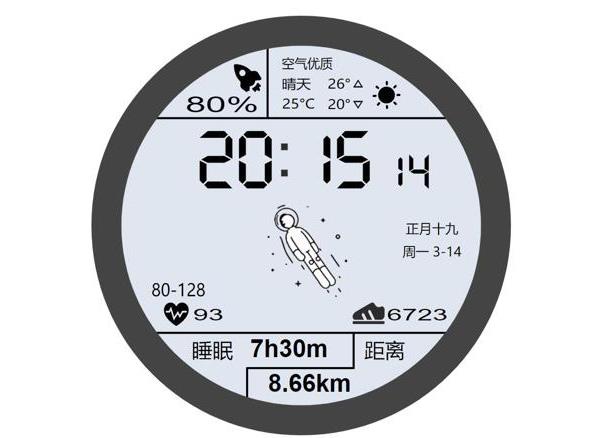 空气优质
80%
晴天 26°△
25°C 20°▽
20:15 14
正月十九
周一 3-14
80-128
93
6723
睡眠 7h30m 距离
8.66km